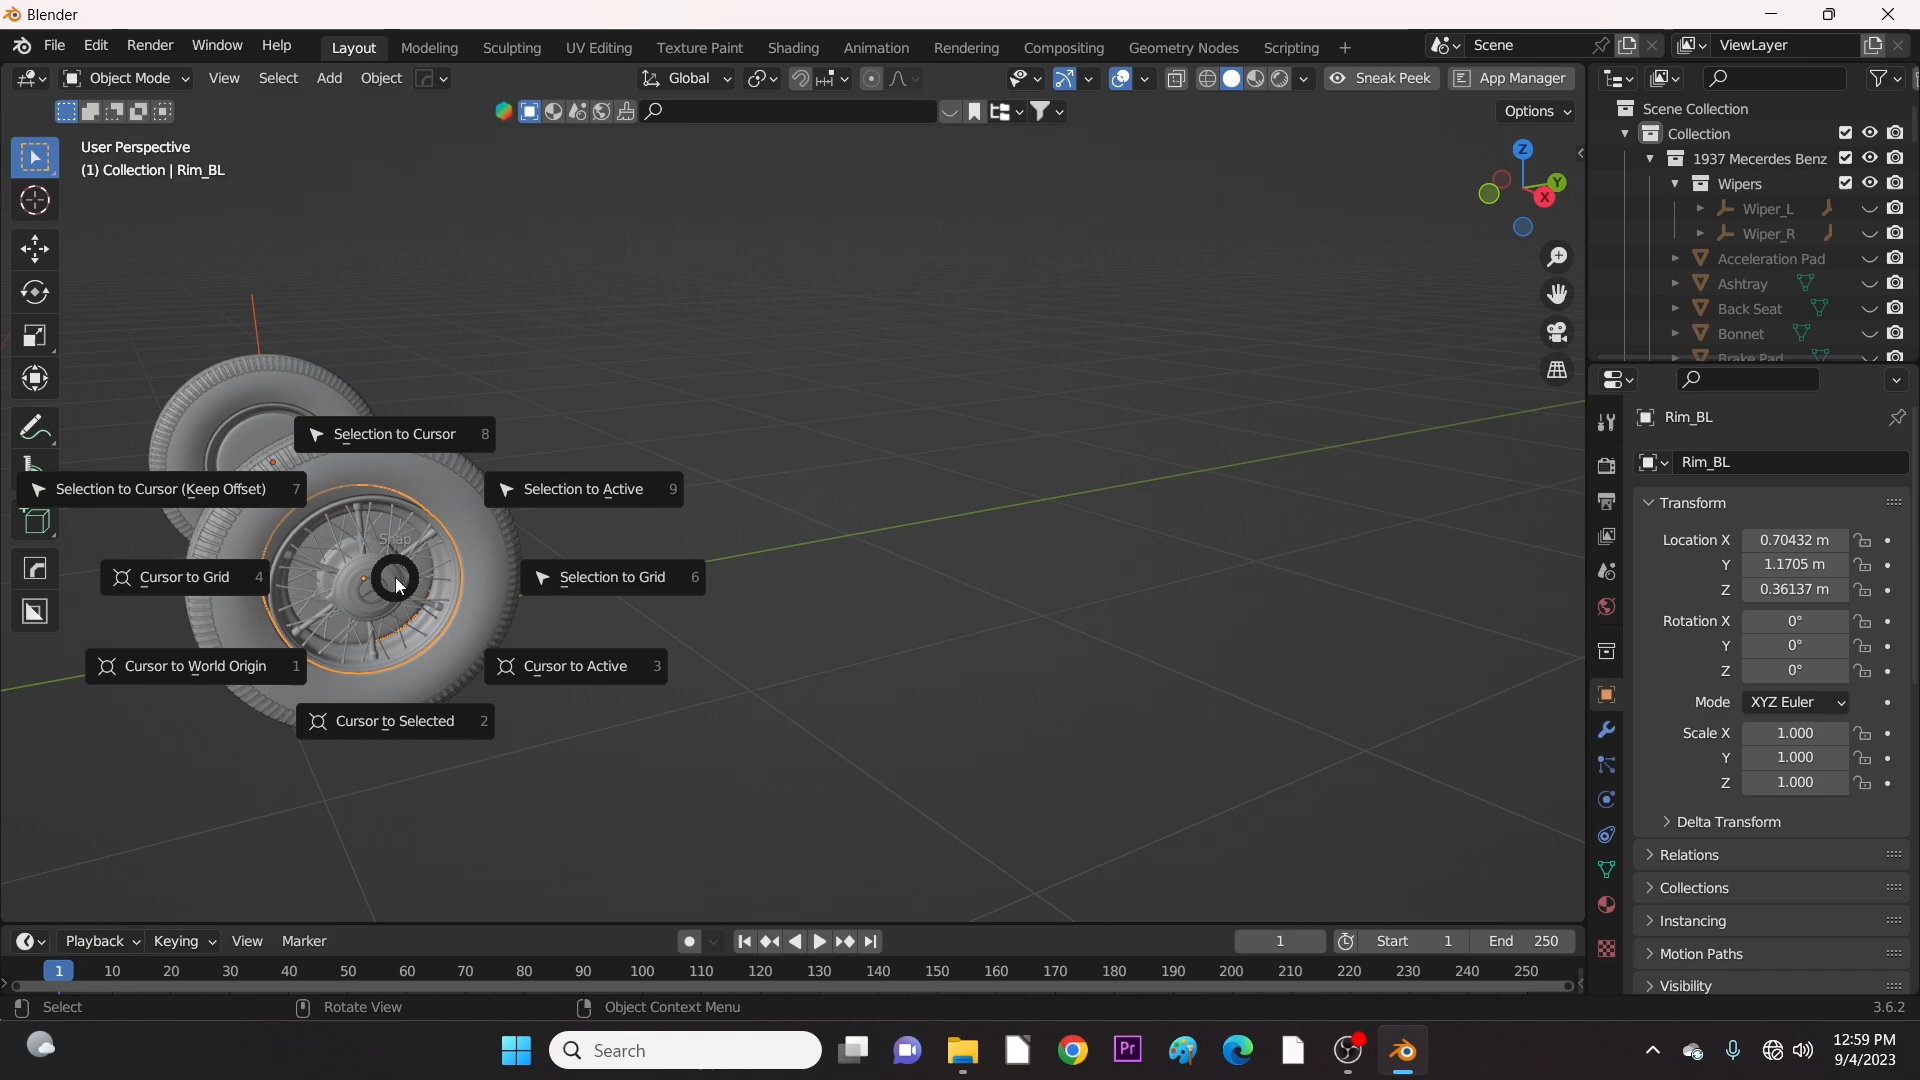 Blender
File Edit Render Window Help Layout Modeling Sculpting UV Editing Texture Paint Shading Animation Rendering Compositing Geometry Nodes Scripting + Scene ViewLayer
Object Mode View Select Add Object Global Sneak Peek App Manager
Options
User Perspective
(1) Collection | Rim_BL
Z
Y
X
Scene Collection
Collection
1937 Mecerdes Benz
Wipers
Wiper_L
Wiper_R
Acceleration Pad
Ashtray
Back Seat
Bonnet
Brake Pad
Selection to Cursor 8
Selection to Cursor (Keep Offset) 7
Selection to Active 9
Snap
Cursor to Grid 4
Selection to Grid 6
Cursor to World Origin 1
Cursor to Active 3
Cursor to Selected 2
Rim_BL
Rim_BL
Transform
Location X 0.70432 m
Y 1.1705 m
Z 0.36137 m
Rotation X 0°
Y 0°
Z 0°
Mode XYZ Euler
Scale X 1.000
Y 1.000
Z 1.000
Delta Transform
Relations
Collections
Instancing
Motion Paths
Visibility
Playback Keying View Marker 1 Start 1 End 250
1 10 20 30 40 50 60 70 80 90 100 110 120 130 140 150 160 170 180 190 200 210 220 230 240 250
Select Rotate View Object Context Menu 3.6.2
Search Pr 12:59 PM
9/4/2023